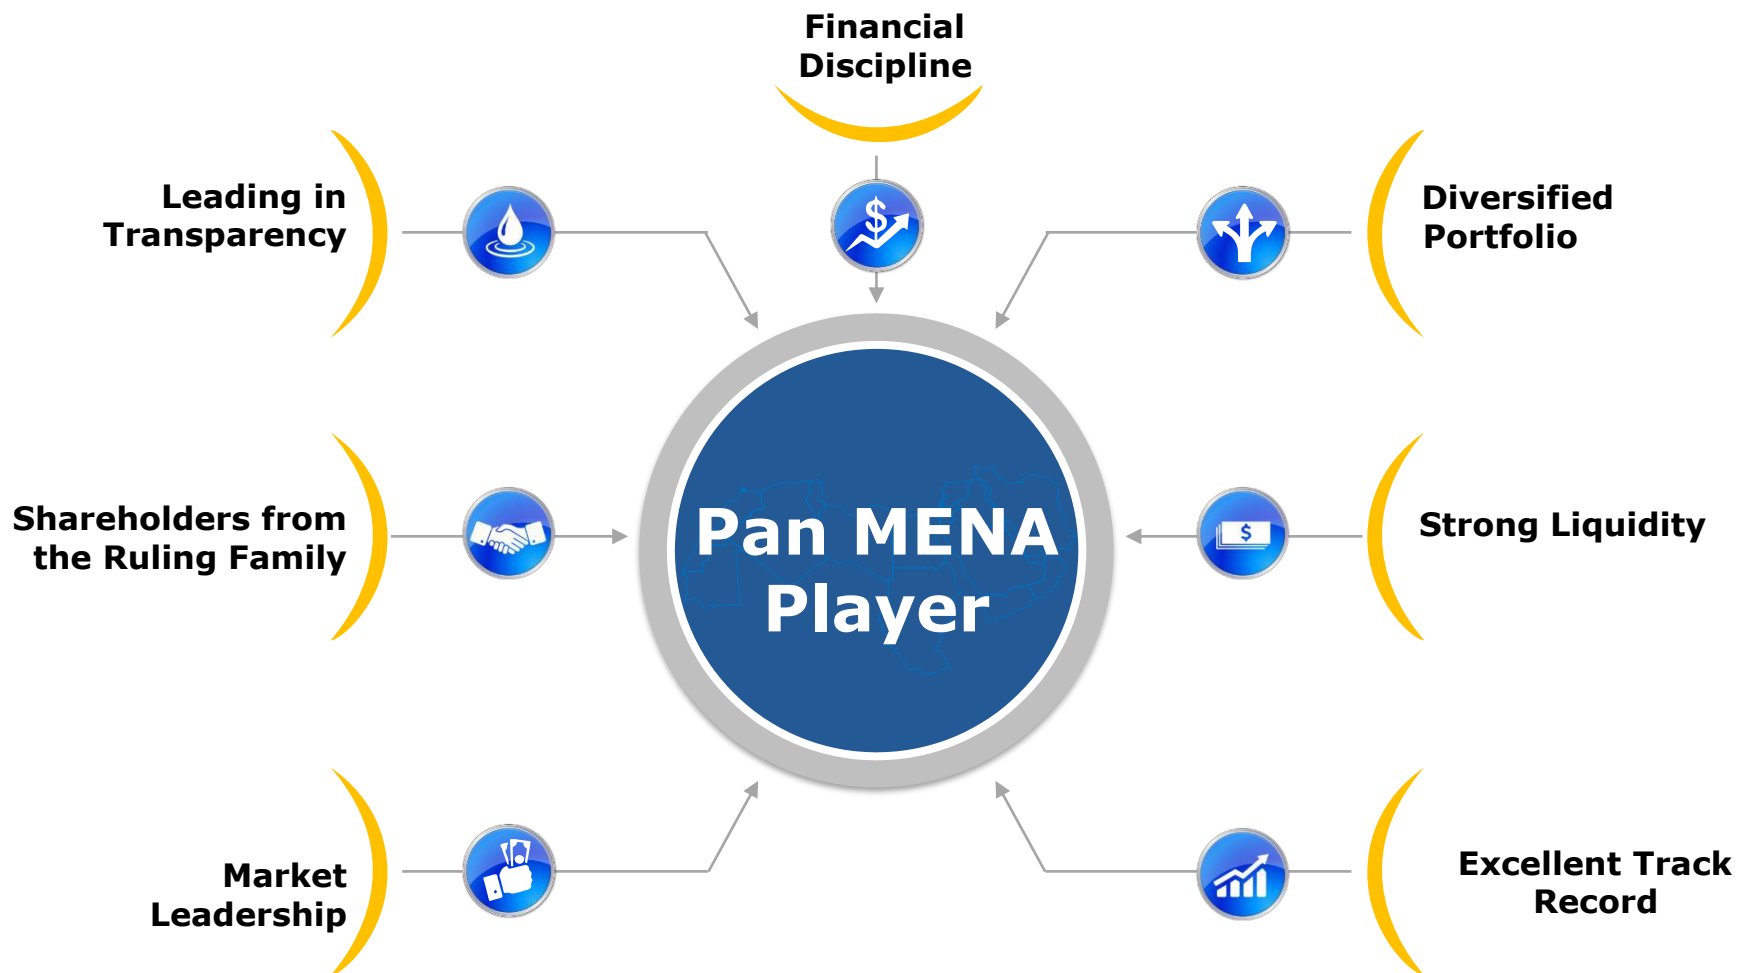 Financial
Discipline
Leading in
Transparency
Diversified
Portfolio
Shareholders from
the Ruling Family
Pan MENA
Player
Strong Liquidity
Market
Leadership
Excellent Track
Record
$
$